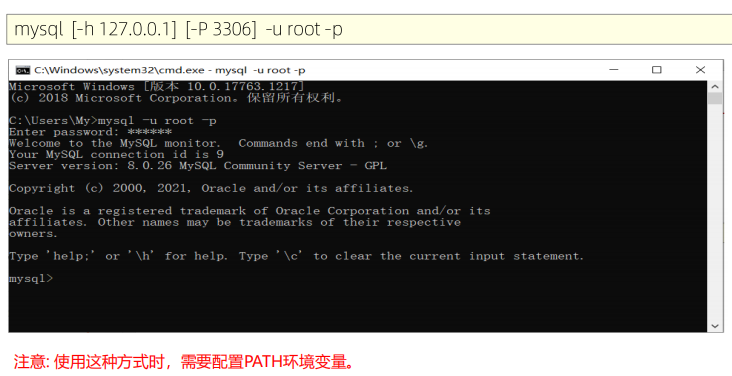 mysql [-h 127.0.0.1] [-P 3306] -u root -p
C:\Windows\system32\cmd.exe - mysql -u root -p
Microsoft Windows [版本 10.0.17763.1217]
(c) 2018 Microsoft Corporation。保留所有权利。
C:\Users\My>mysql -u root -p
Enter password: ******
Welcome to the MySQL monitor.  Commands end with ; or \g.
Your MySQL connection id is 9
Server version: 8.0.26 MySQL Community Server - GPL
Copyright (c) 2000, 2021, Oracle and/or its affiliates.
Oracle is a registered trademark of Oracle Corporation and/or its
affiliates. Other names may be trademarks of their respective
owners.
Type 'help;' or '\h' for help. Type '\c' to clear the current input statement.
mysql>
注意: 使用这种方式时，需要配置PATH环境变量。